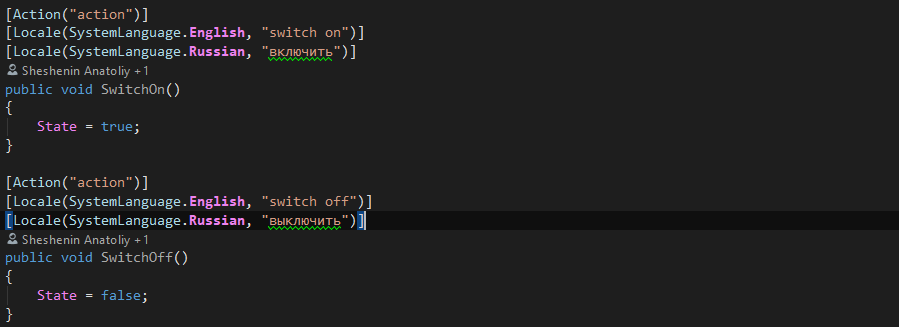 [Action("action")]
[Locale(SystemLanguage.English, "switch on")]
[Locale(SystemLanguage.Russian, "включить")]
Sheshenin Anatoliy +1
public void SwitchOn()
{
State = true;
}
[Action("action")]
[Locale(SystemLanguage.English, "switch off")]
[Locale(SystemLanguage.Russian, "выключить")]
Sheshenin Anatoliy +1
public void SwitchOff()
{
State = false;
}